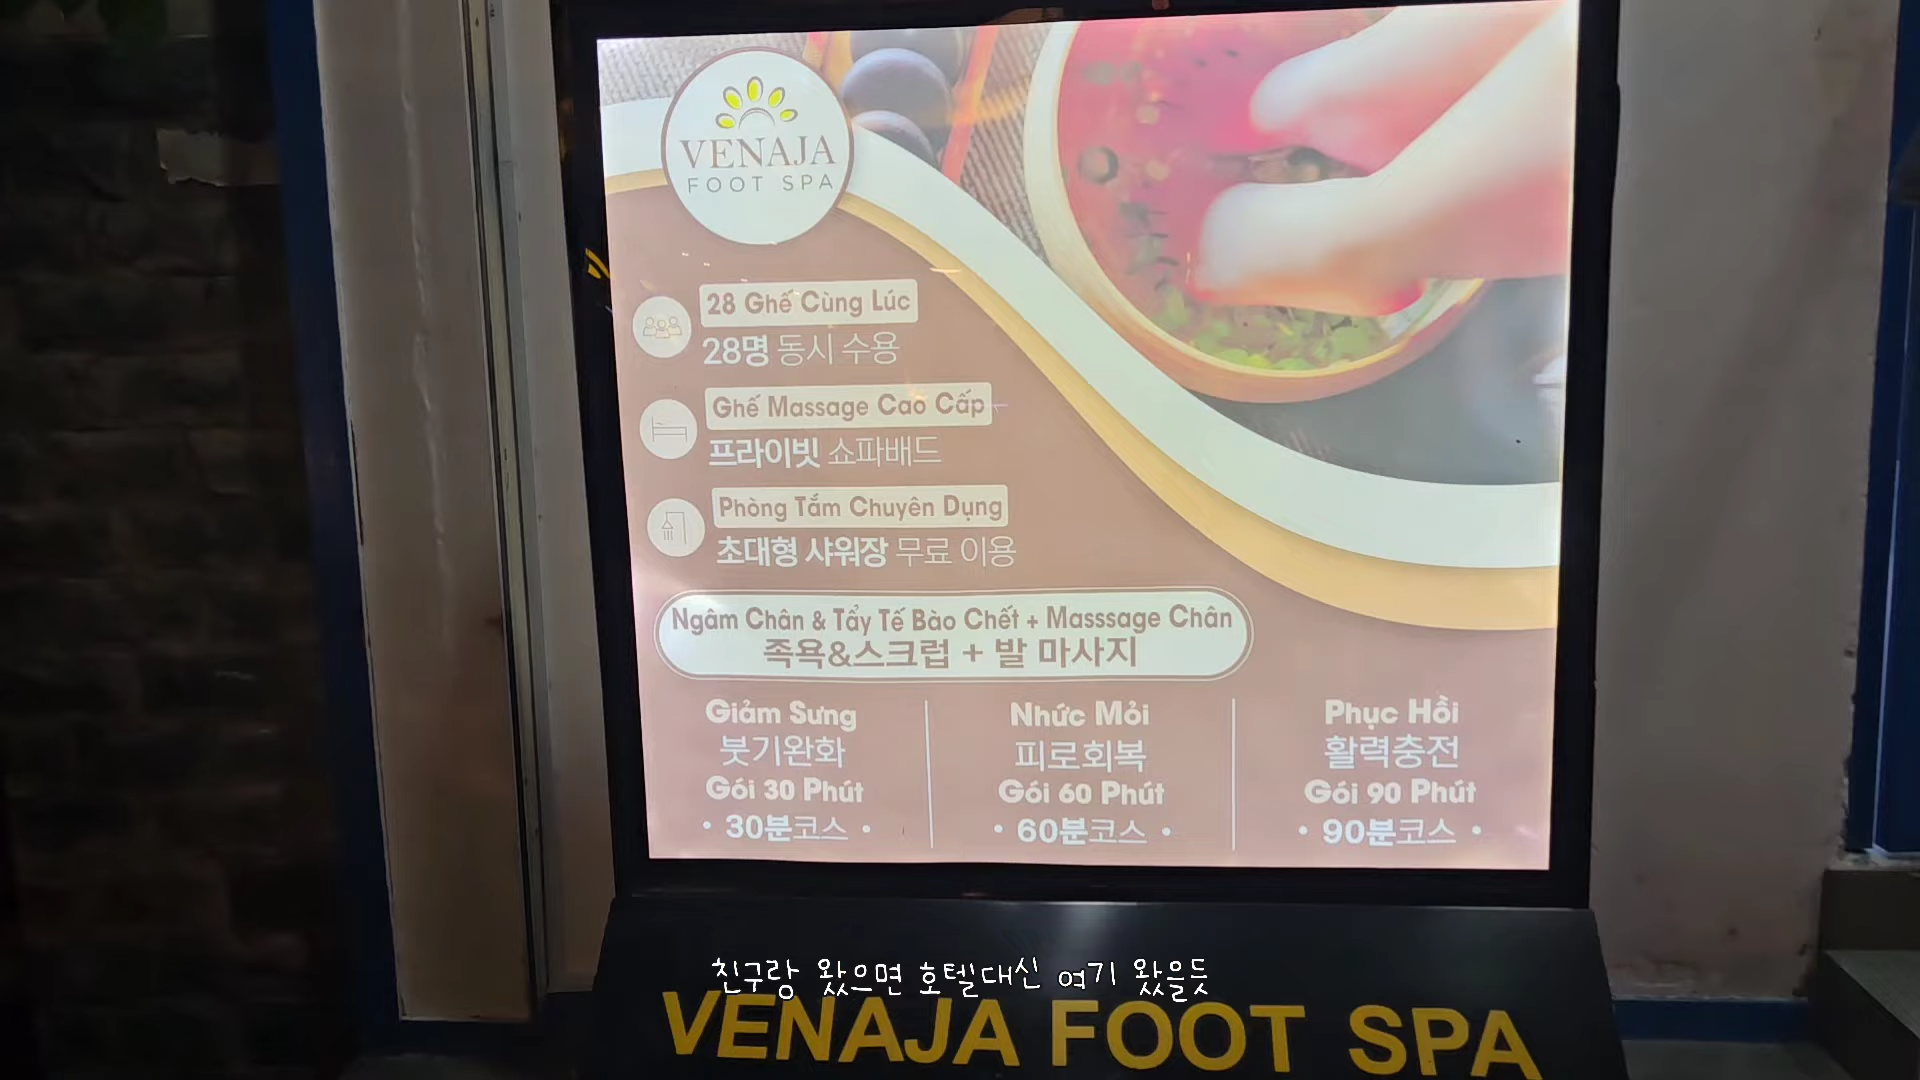 VENAJA
FOOT SPA
28 Ghế Cùng Lúc
28명 동시 수용
Ghế Massage Cao Cấp
프라이빗 쇼파배드
Phòng Tắm Chuyên Dụng
초대형 샤워장 무료 이용
Ngâm Chân & Tẩy Tế Bào Chết + Masssage Chân
족욕&스크럽 + 발 마사지
Giảm Sưng
붓기완화
Gói 30 Phút
• 30분코스 •
Nhức Mỏi
피로회복
Gói 60 Phút
• 60분코스 •
Phục Hồi
활력충전
Gói 90 Phút
• 90분코스 •
친구랑 왔으면 호텔대신 여기 왔을듯
VENAJA FOOT SPA